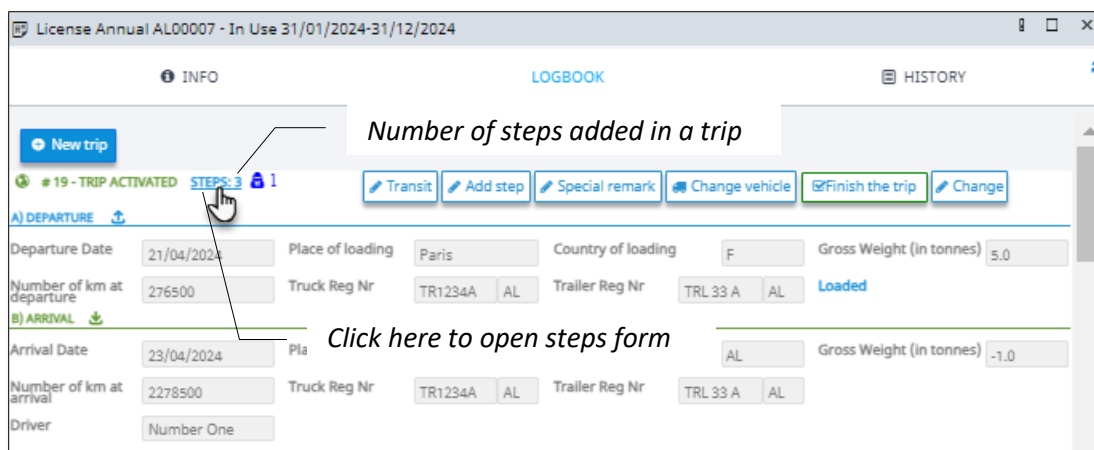 License Annual AL00007 - In Use 31/01/2024-31/12/2024
INFO LOGBOOK HISTORY
New trip
Number of steps added in a trip
# 19 - TRIP ACTIVATED STEPS: 3 1 Transit Add step Special remark Change vehicle Finish the trip Change
A) DEPARTURE
Departure Date 21/04/2024 Place of loading Paris Country of loading F Gross Weight (in tonnes) 5.0
Number of km at departure 276500 Truck Reg Nr TR1234A AL Trailer Reg Nr TRL 33 A AL Loaded
B) ARRIVAL
Click here to open steps form
Arrival Date 23/04/2024 AL Gross Weight (in tonnes) -1.0
Number of km at arrival 2278500 Truck Reg Nr TR1234A AL Trailer Reg Nr TRL 33 A AL
Driver Number One